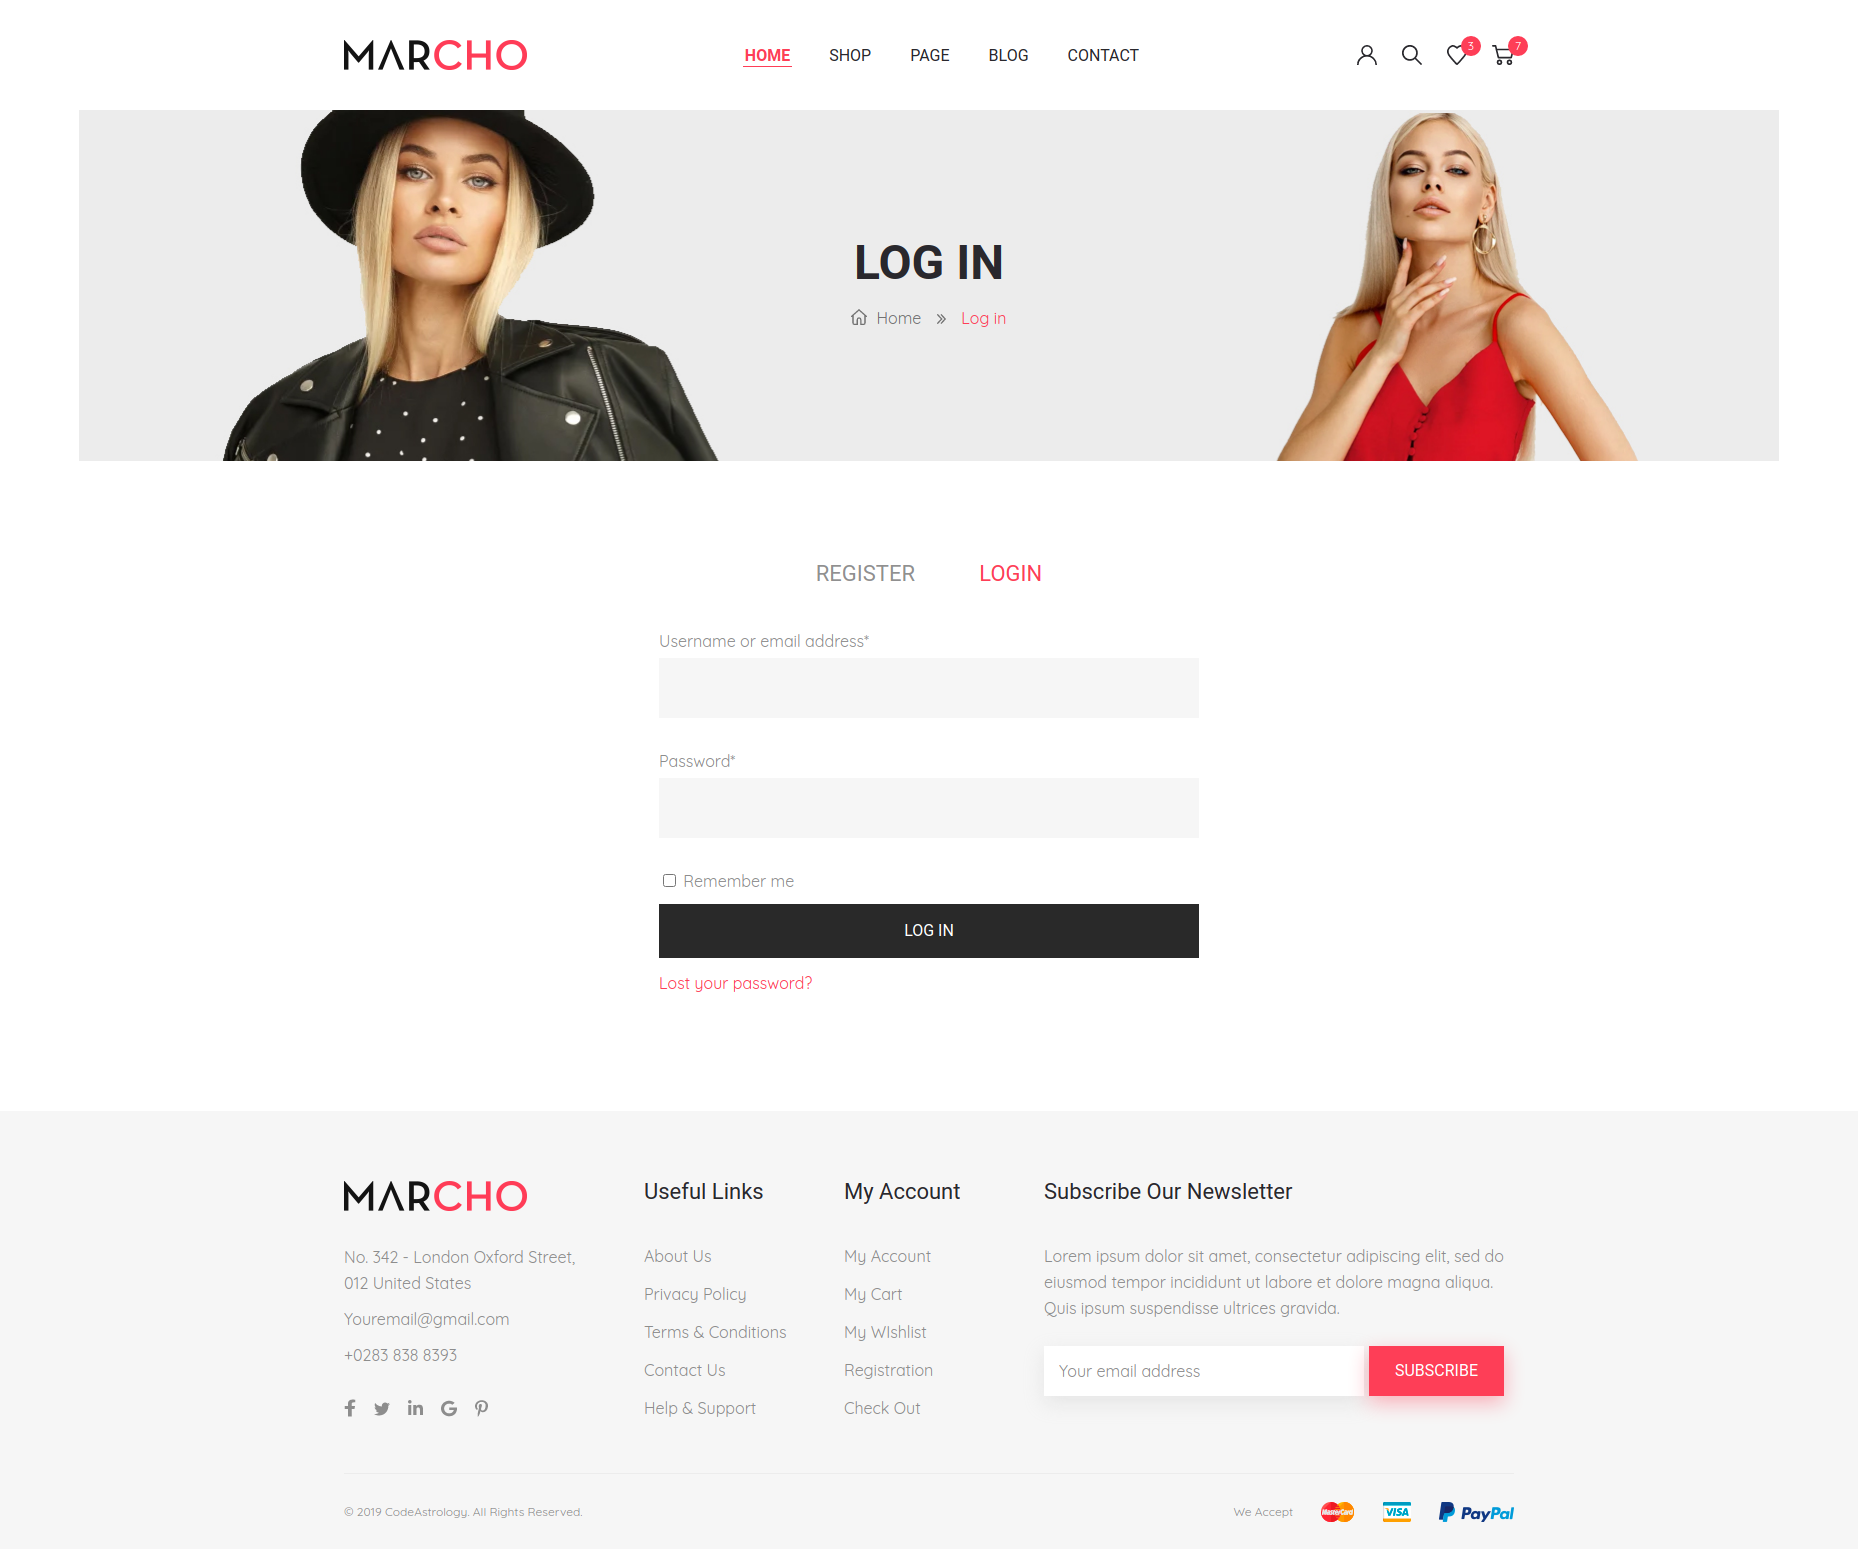 MARCHO
HOME SHOP PAGE BLOG CONTACT
3 7
LOG IN
Home » Log in
REGISTER LOGIN
Username or email address*
Password*
Remember me
LOG IN
Lost your password?
MARCHO
No. 342 - London Oxford Street,
012 United States
Youremail@gmail.com
+0283 838 8393
Useful Links
About Us
Privacy Policy
Terms & Conditions
Contact Us
Help & Support
My Account
My Account
My Cart
My WIshlist
Registration
Check Out
Subscribe Our Newsletter
Lorem ipsum dolor sit amet, consectetur adipiscing elit, sed do
eiusmod tempor incididunt ut labore et dolore magna aliqua.
Quis ipsum suspendisse ultrices gravida.
Your email address SUBSCRIBE
© 2019 CodeAstrology. All Rights Reserved.
We Accept MasterCard VISA PayPal